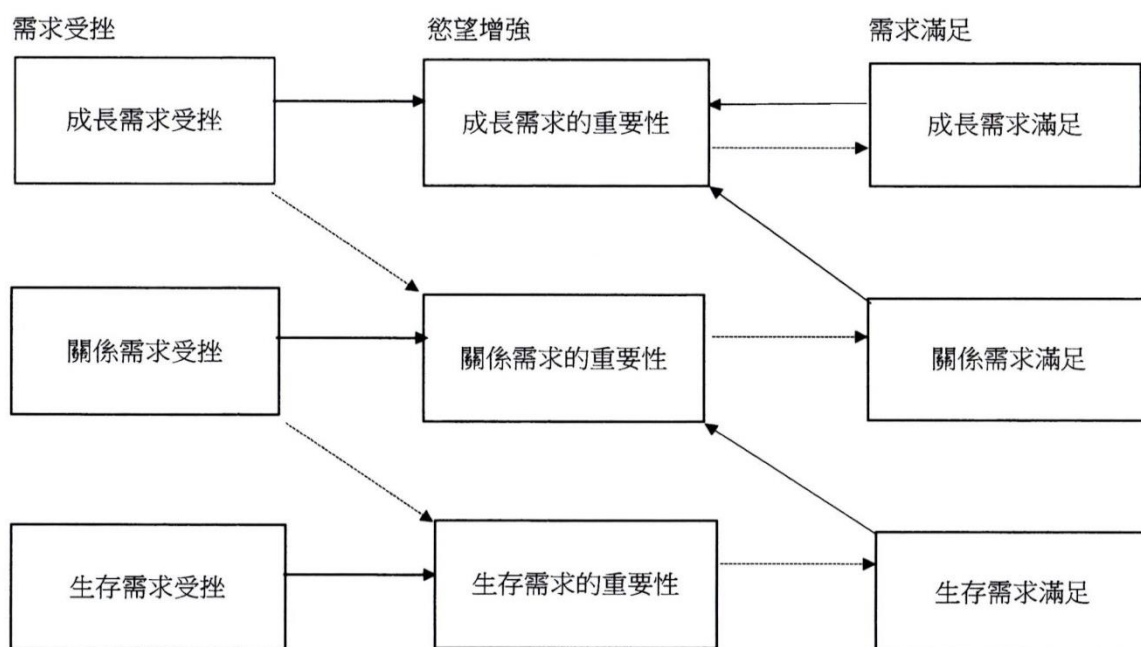 需求受挫
慾望增強
需求滿足
成長需求受挫
成長需求的重要性
成長需求滿足
關係需求受挫
關係需求的重要性
關係需求滿足
生存需求受挫
生存需求的重要性
生存需求滿足